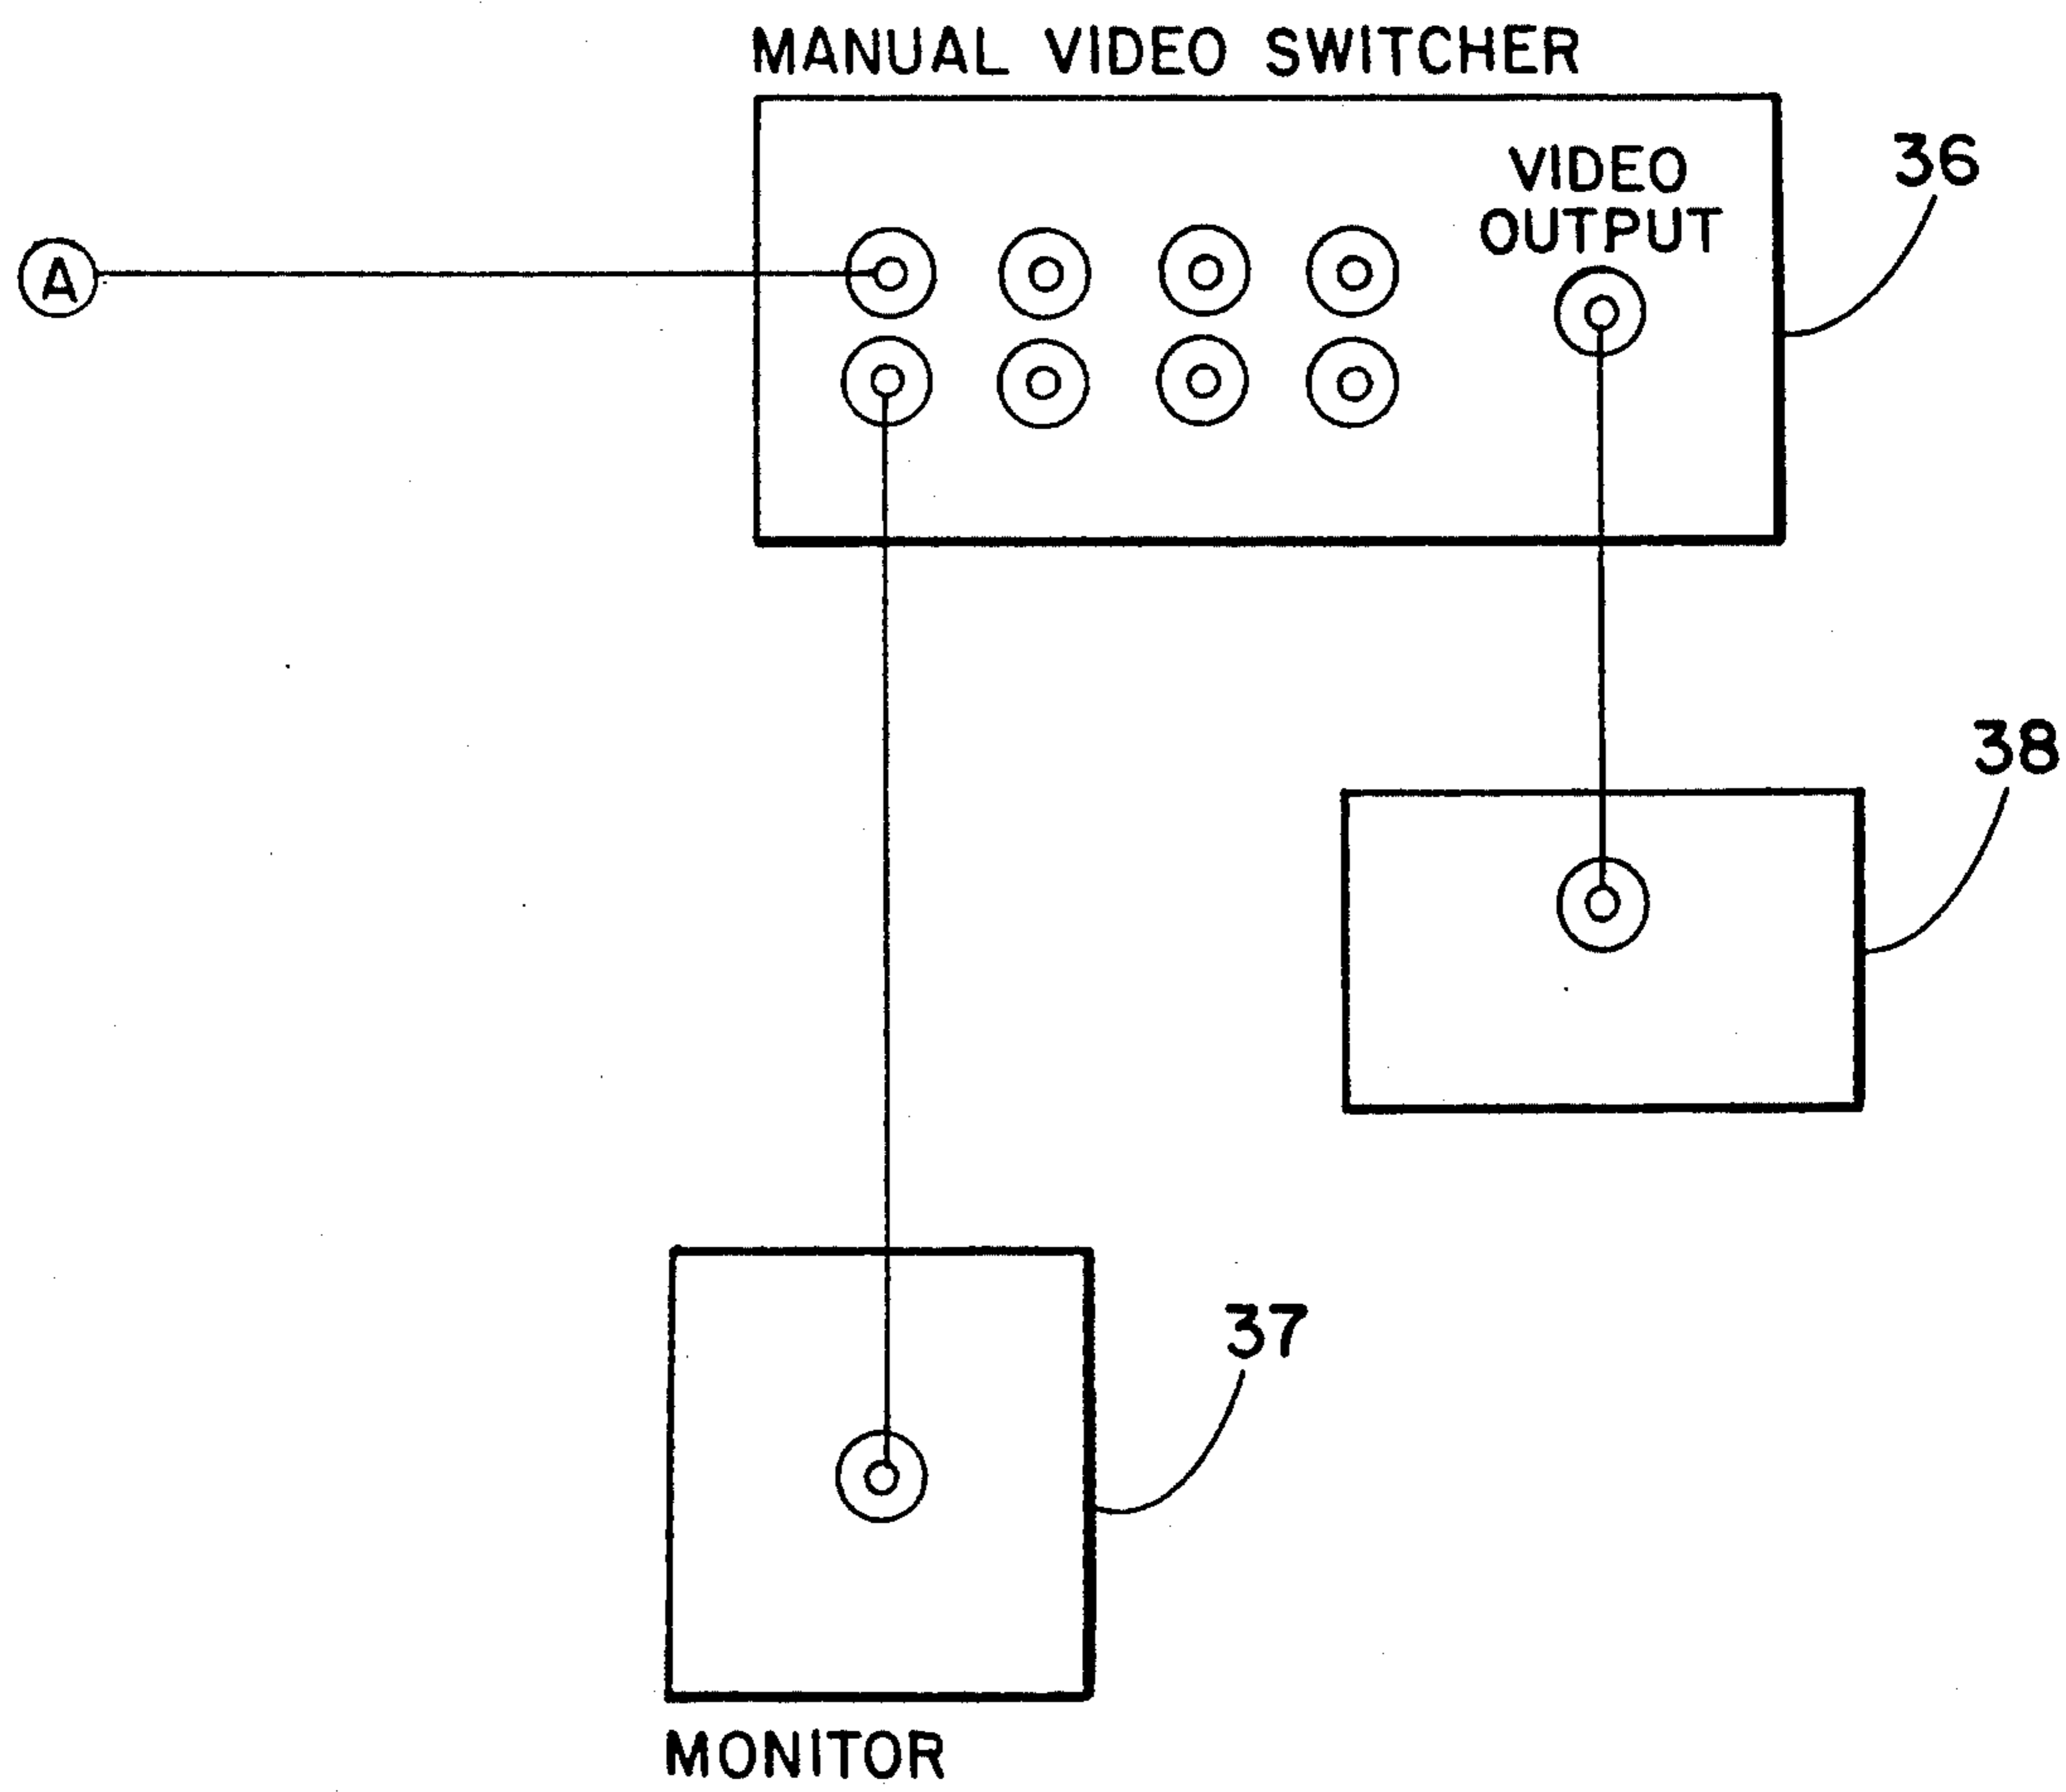 MANUAL VIDEO SWITCHER
36
VIDEO
OUTPUT
A
38
37
MONITOR